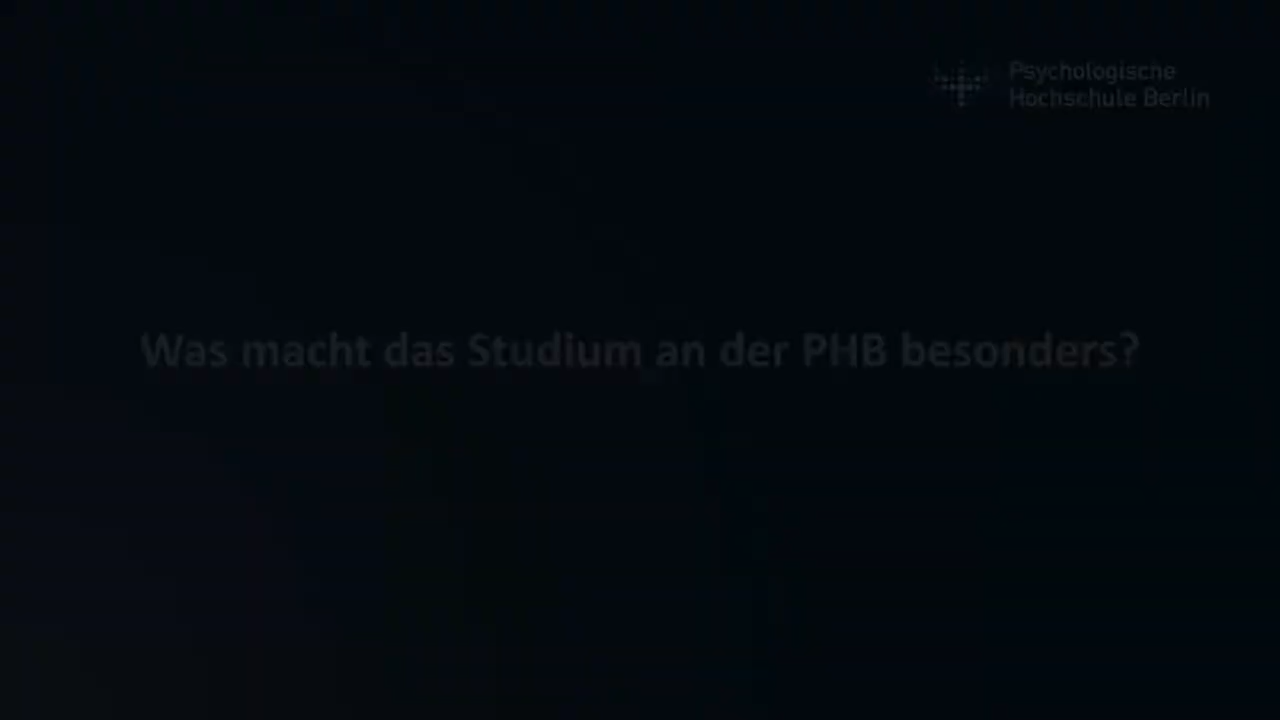 Psychologische
Hochschule Berlin
Was macht das Studium an der PHB besonders?